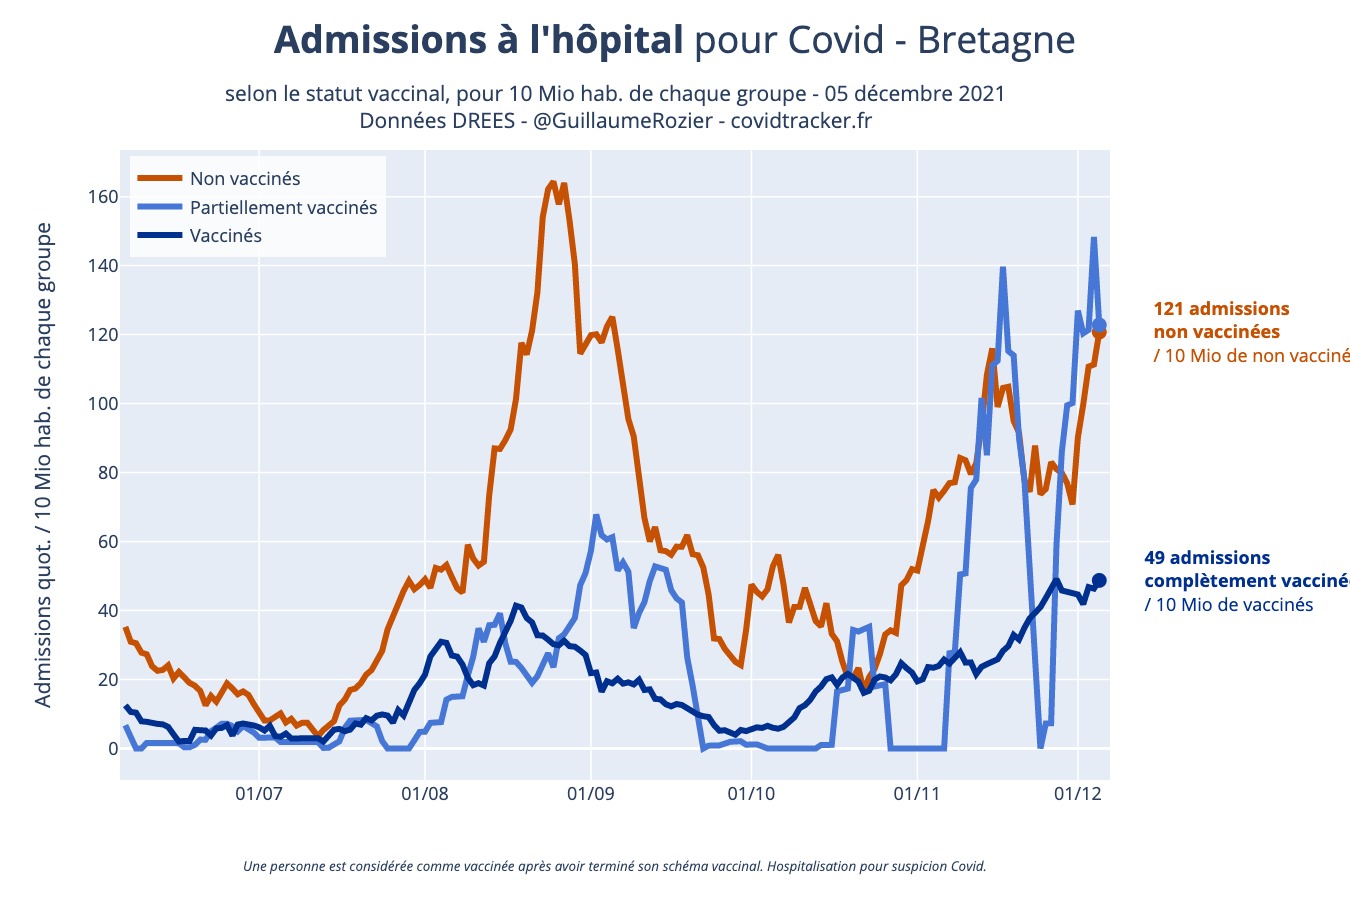 Admissions à l'hôpital pour Covid - Bretagne
selon le statut vaccinal, pour 10 Mio hab. de chaque groupe - 05 décembre 2021
Données DREES - @GuillaumeRozier - covidtracker.fr
Non vaccinés
Partiellement vaccinés
Vaccinés
Admissions quot. / 10 Mio hab. de chaque groupe
160
140
120
100
80
60
40
20
0
01/07
01/08
01/09
01/10
01/11
01/12
121 admissions
non vaccinées
/ 10 Mio de non vacciné
49 admissions
complètement vacciné
/ 10 Mio de vaccinés
Une personne est considérée comme vaccinée après avoir terminé son schéma vaccinal. Hospitalisation pour suspicion Covid.